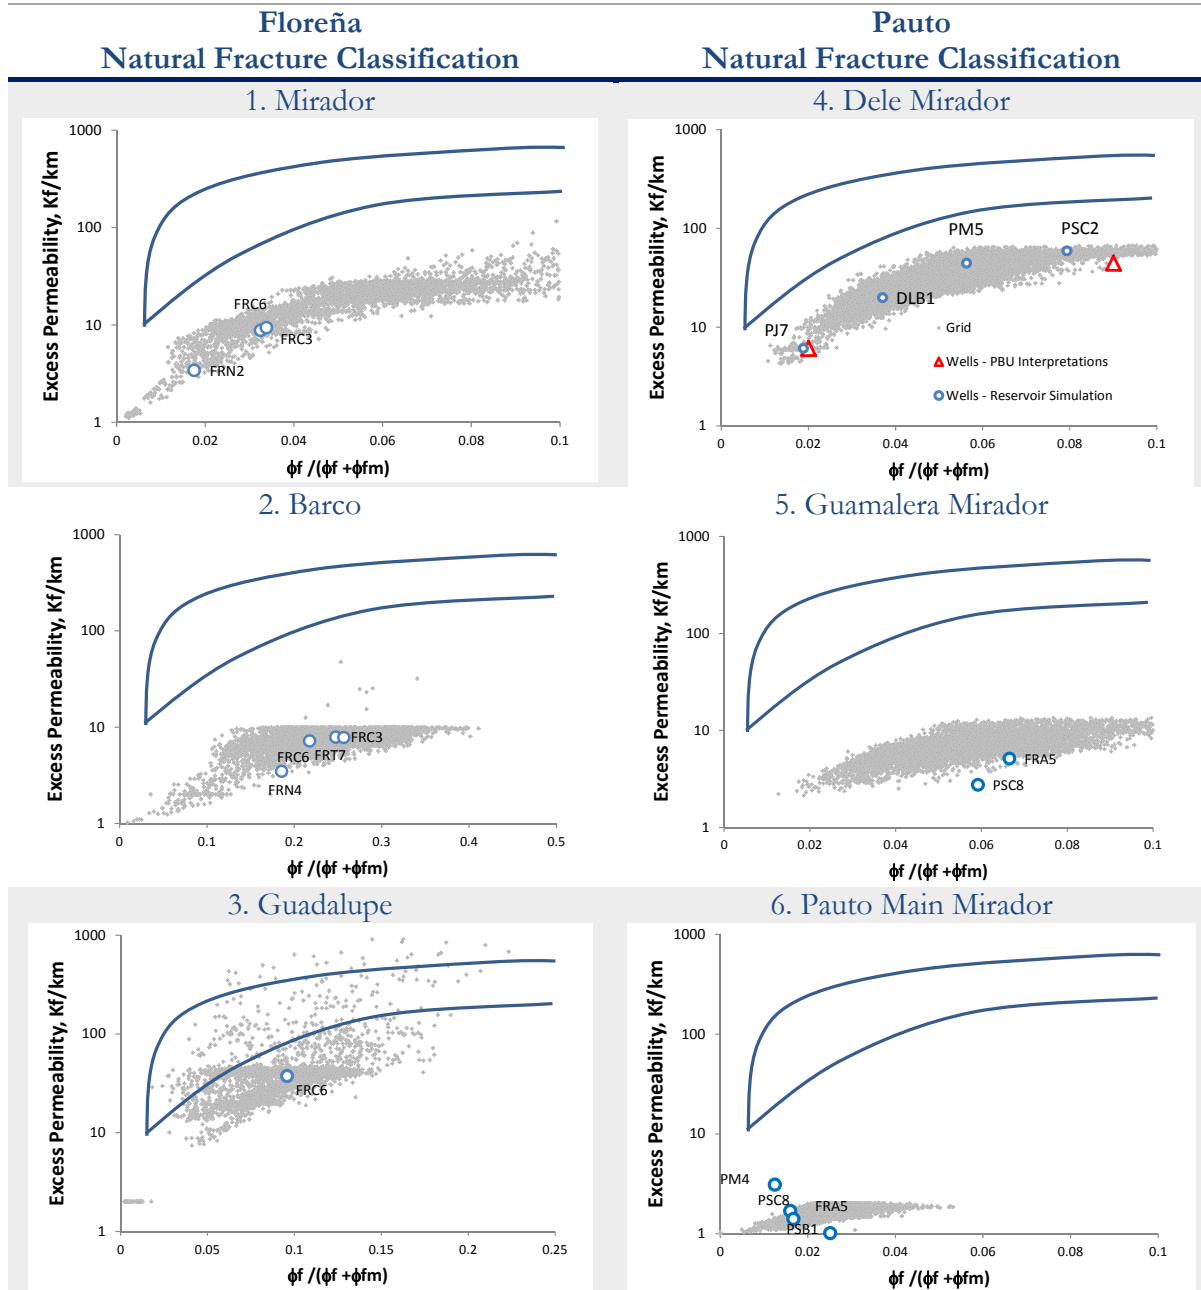 Floreña
Natural Fracture Classification
Pauto
Natural Fracture Classification
1. Mirador
Excess Permeability, Kf/km
1000
100
10
1
0 0.02 0.04 0.06 0.08 0.1
ϕf /(ϕf +ϕfm)
FRC6
FRC3
FRN2
4. Dele Mirador
Excess Permeability, Kf/km
1000
100
10
1
0 0.02 0.04 0.06 0.08 0.1
ϕf /(ϕf +ϕfm)
PM5
PSC2
DLB1
PJ7
Grid
Wells - PBU Interpretations
Wells - Reservoir Simulation
2. Barco
Excess Permeability, Kf/km
1000
100
10
1
0 0.1 0.2 0.3 0.4 0.5
ϕf /(ϕf +ϕfm)
FRC6 FRT7 FRC3
FRN4
5. Guamalera Mirador
Excess Permeability, Kf/km
1000
100
10
1
0 0.02 0.04 0.06 0.08 0.1
ϕf /(ϕf +ϕfm)
FRA5
PSC8
3. Guadalupe
Excess Permeability, Kf/km
1000
100
10
1
0 0.05 0.1 0.15 0.2 0.25
ϕf /(ϕf +ϕfm)
FRC6
6. Pauto Main Mirador
Excess Permeability, Kf/km
1000
100
10
1
0 0.02 0.04 0.06 0.08 0.1
ϕf /(ϕf +ϕfm)
PM4
PSC8
FRA5
PSB1